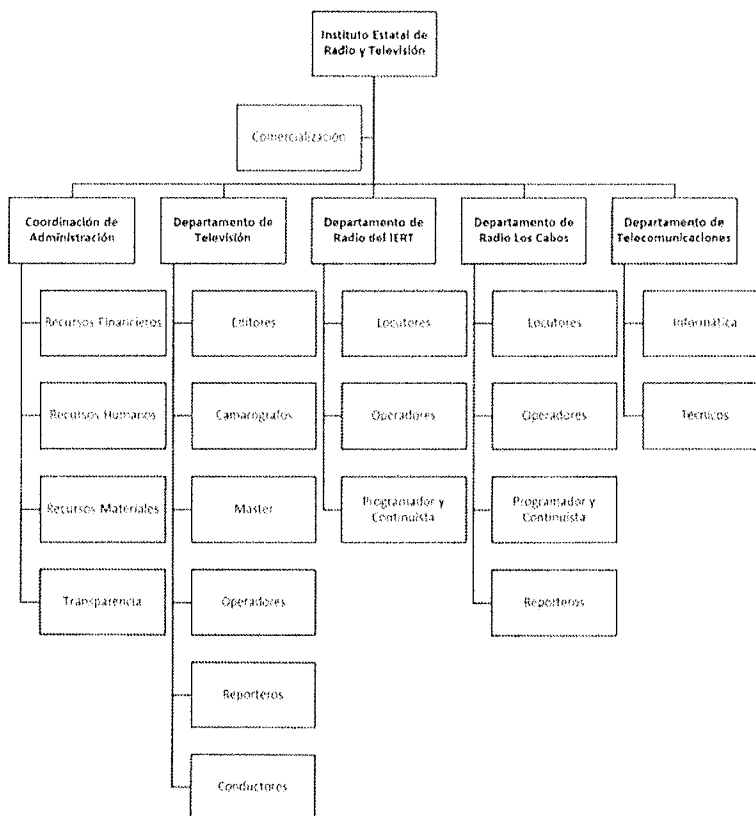 Instituto Estatal de
Radio y Televisión
Comercialización
Coordinación de
Administración
Departamento de
Televisión
Departamento de
Radio del IERT
Departamento de
Radio Los Cabos
Departamento de
Telecomunicaciones
Recursos Financieros
Recursos Humanos
Recursos Materiales
Transparencia
Editores
Camarógrafos
Master
Operadores
Reporteros
Conductores
Locutores
Operadores
Programador y
Continuista
Locutores
Operadores
Programador y
Continuista
Reporteros
Informática
Técnicos